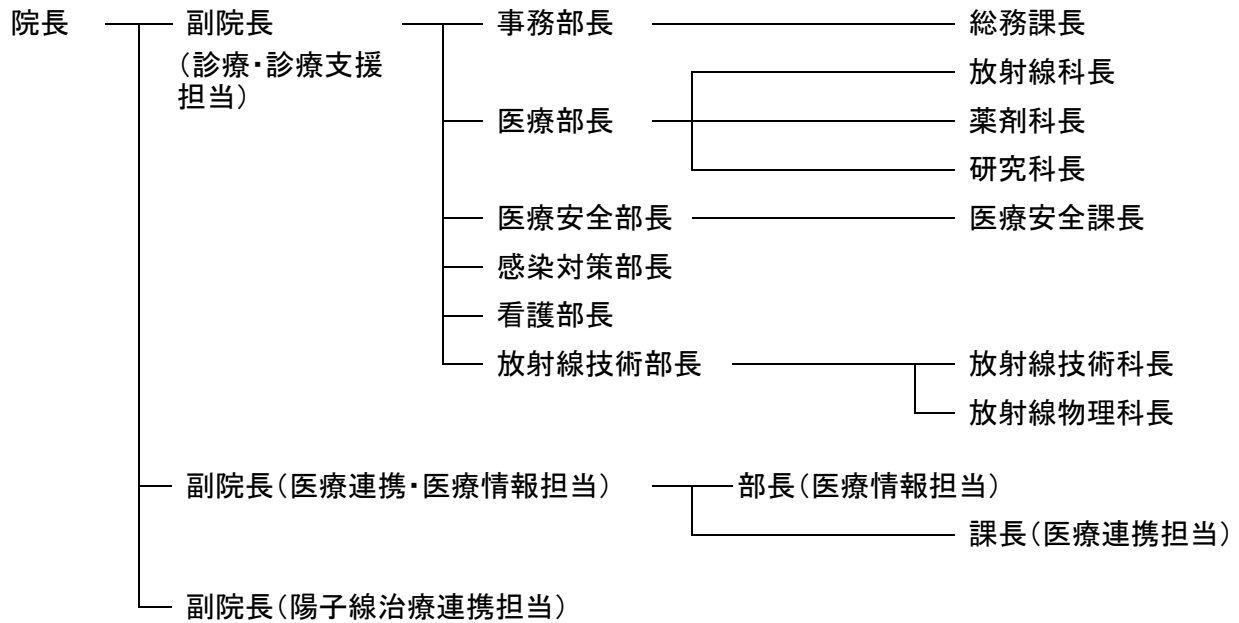 院長 副院長 事務部長 総務課長
(診療・診療支援
担当)
放射線科長
医療部長 薬剤科長
研究科長
医療安全部長 医療安全課長
感染対策部長
看護部長
放射線技術部長 放射線技術科長
放射線物理科長
副院長(医療連携・医療情報担当) 部長(医療情報担当)
課長(医療連携担当)
副院長(陽子線治療連携担当)